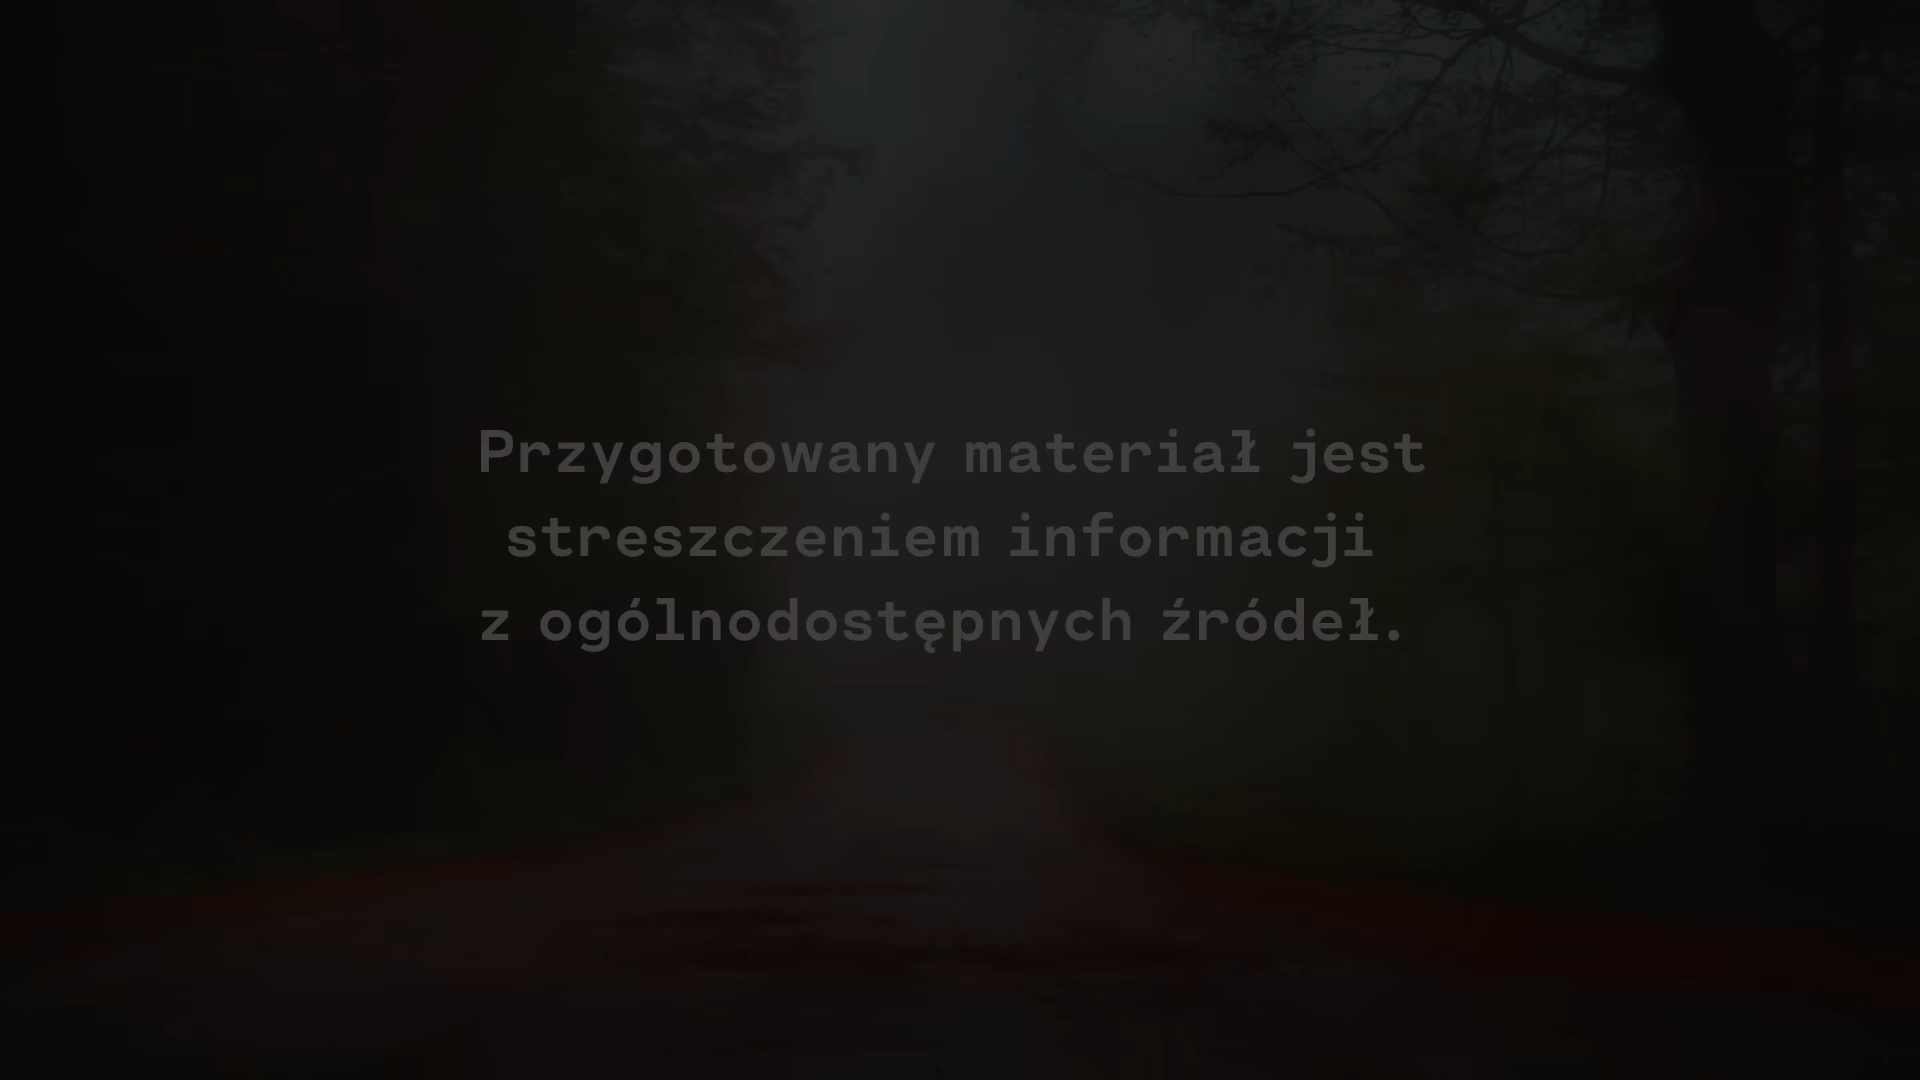 Przygotowany materiał jest
streszczeniem informacji
z ogólnodostępnych źródeł.